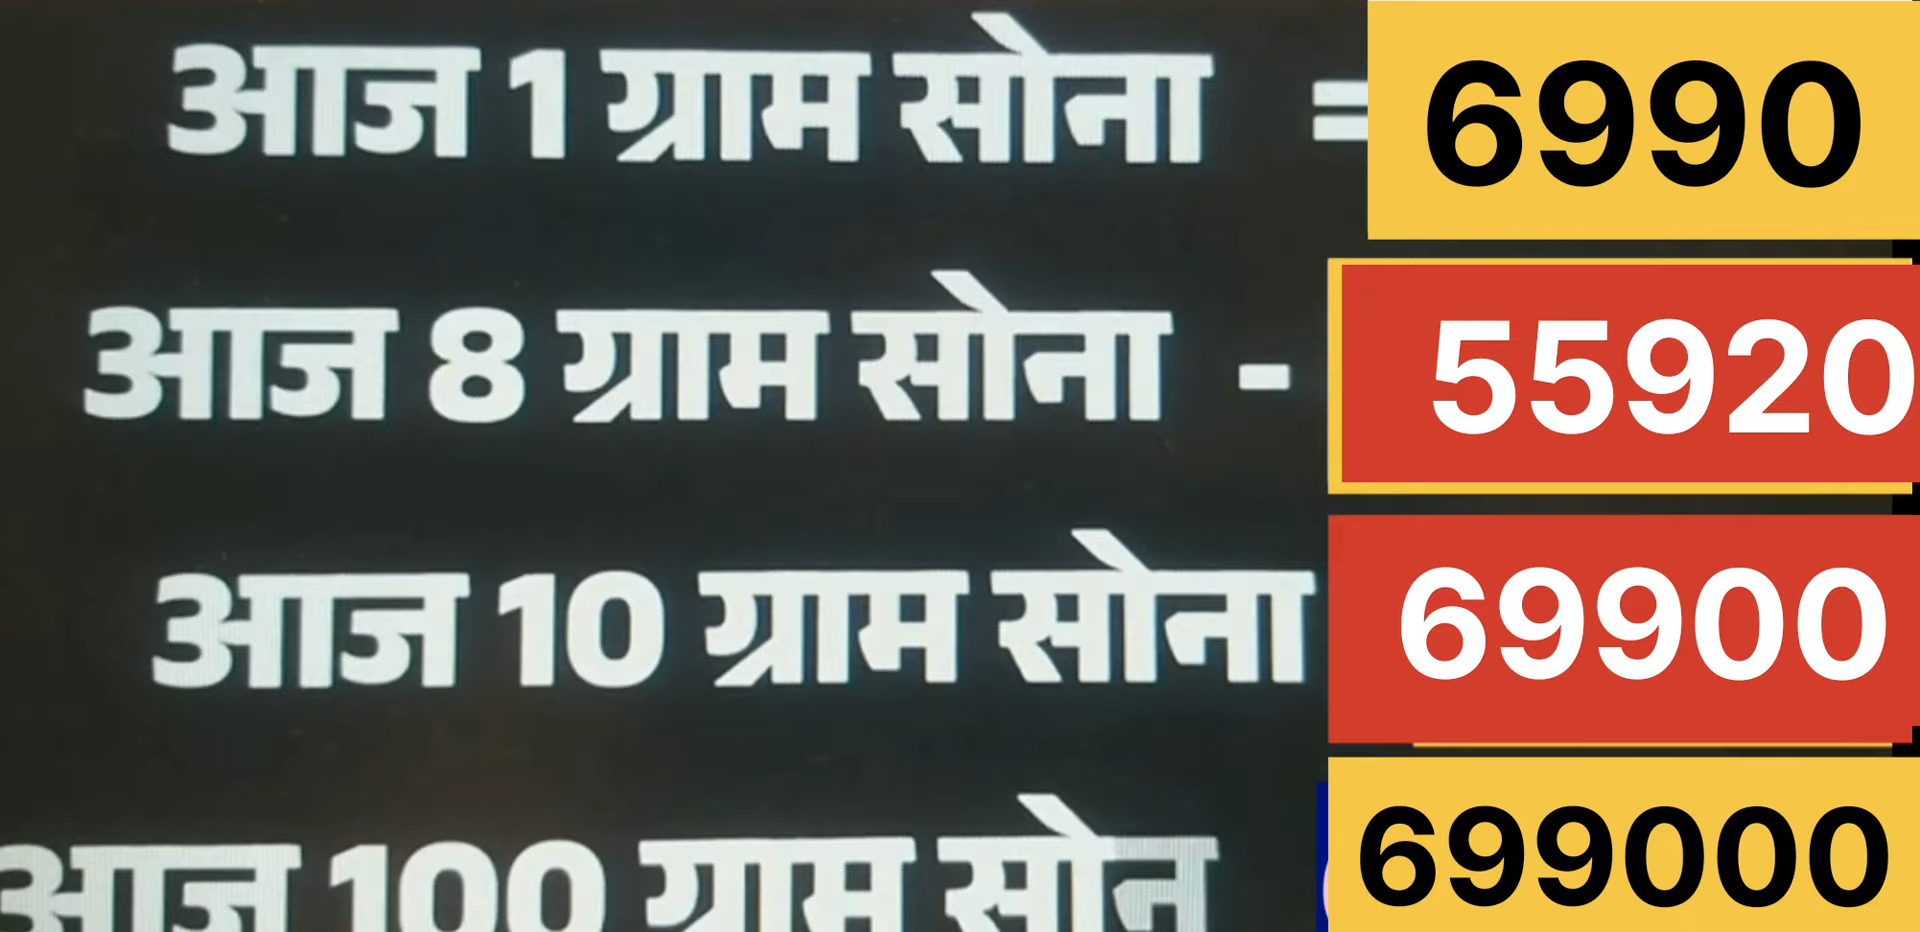 आज 1 ग्राम सोना = 6990
आज 8 ग्राम सोना - 55920
आज 10 ग्राम सोना 69900
आज 100 ग्राम सोन 699000